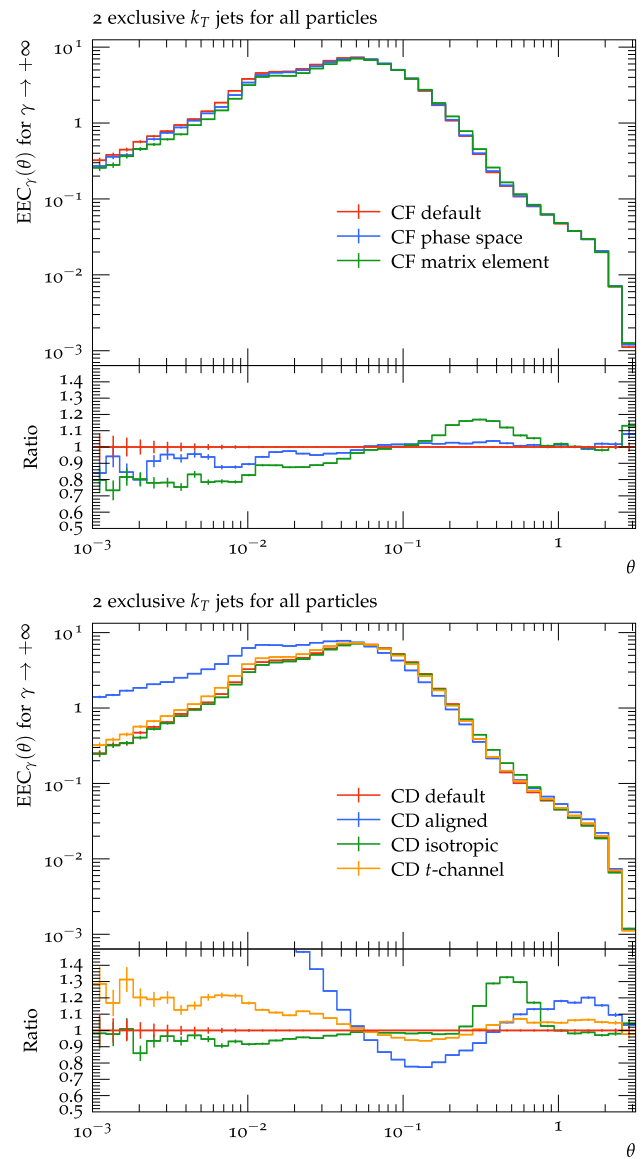 2 exclusive k_T jets for all particles
EEC_γ(θ) for γ → +∞
10^1
1
10^−1
10^−2
10^−3
CF default
CF phase space
CF matrix element
Ratio
1.4
1.3
1.2
1.1
1
0.9
0.8
0.7
0.6
0.5
10^−3 10^−2 10^−1 1
θ
2 exclusive k_T jets for all particles
EEC_γ(θ) for γ → +∞
10^1
1
10^−1
10^−2
10^−3
CD default
CD aligned
CD isotropic
CD t-channel
Ratio
1.4
1.3
1.2
1.1
1
0.9
0.8
0.7
0.6
0.5
10^−3 10^−2 10^−1 1
θ